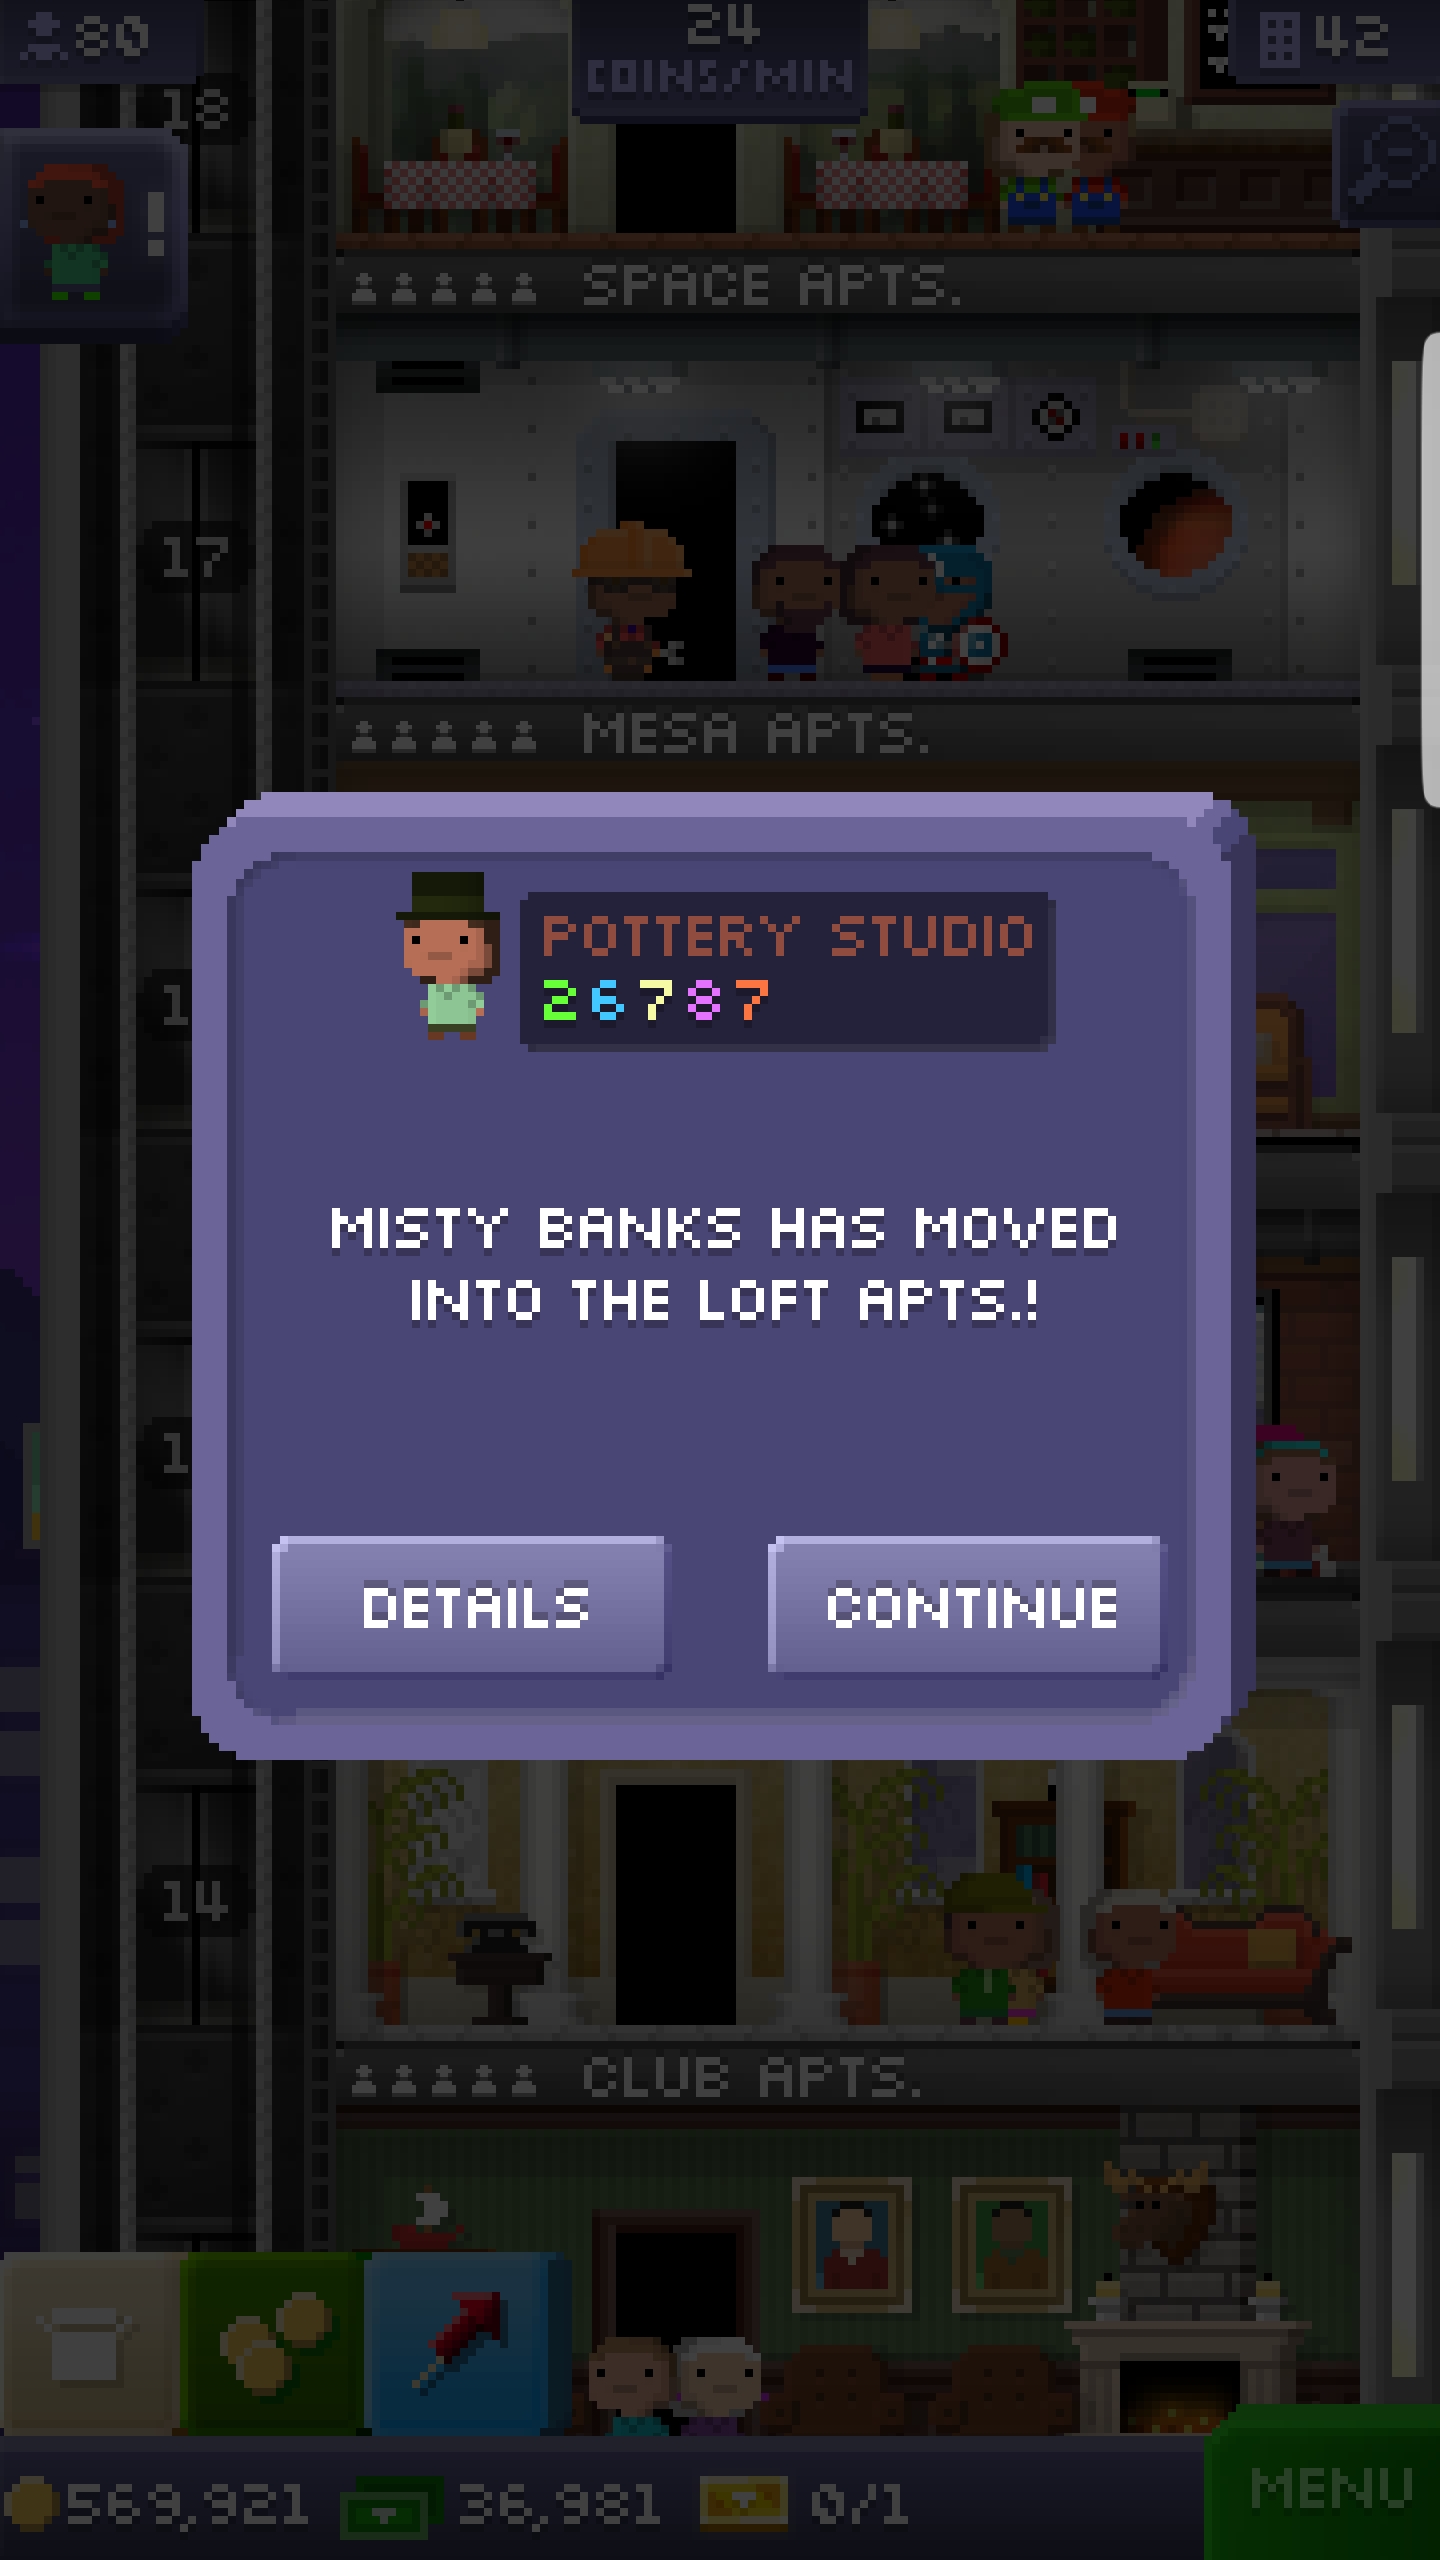 80
24
COINS/MIN
42
18
SPACE APTS.
17
MESA APTS.
POTTERY STUDIO
26787
MISTY BANKS HAS MOVED
INTO THE LOFT APTS.!
DETAILS
CONTINUE
14
CLUB APTS.
569,921
36,981
0/1
MENU